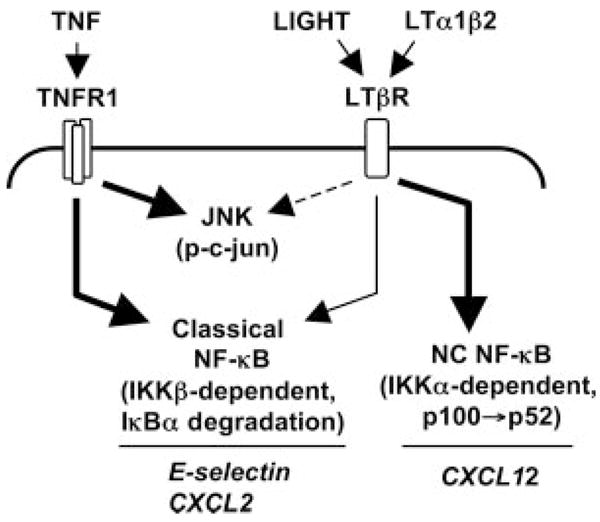 TNF
LIGHT
LTα1β2
TNFR1
LTβR
JNK
(p-c-jun)
Classical
NF-κB
(IKKβ-dependent,
IκBα degradation)
E-selectin
CXCL2
NC NF-κB
(IKKα-dependent,
p100→p52)
CXCL12